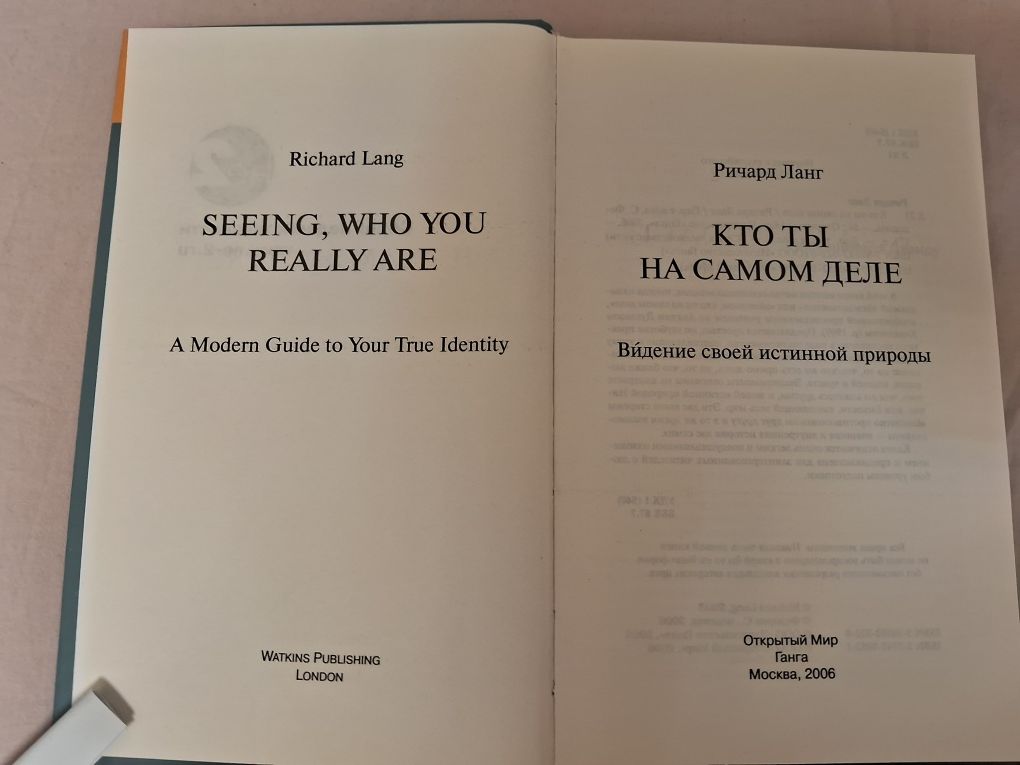 Richard Lang
SEEING, WHO YOU
REALLY ARE
A Modern Guide to Your True Identity
WATKINS PUBLISHING
LONDON
Ричард Ланг
КТО ТЫ
НА САМОМ ДЕЛЕ
Ви́дение своей истинной природы
Открытый Мир
Ганга
Москва, 2006